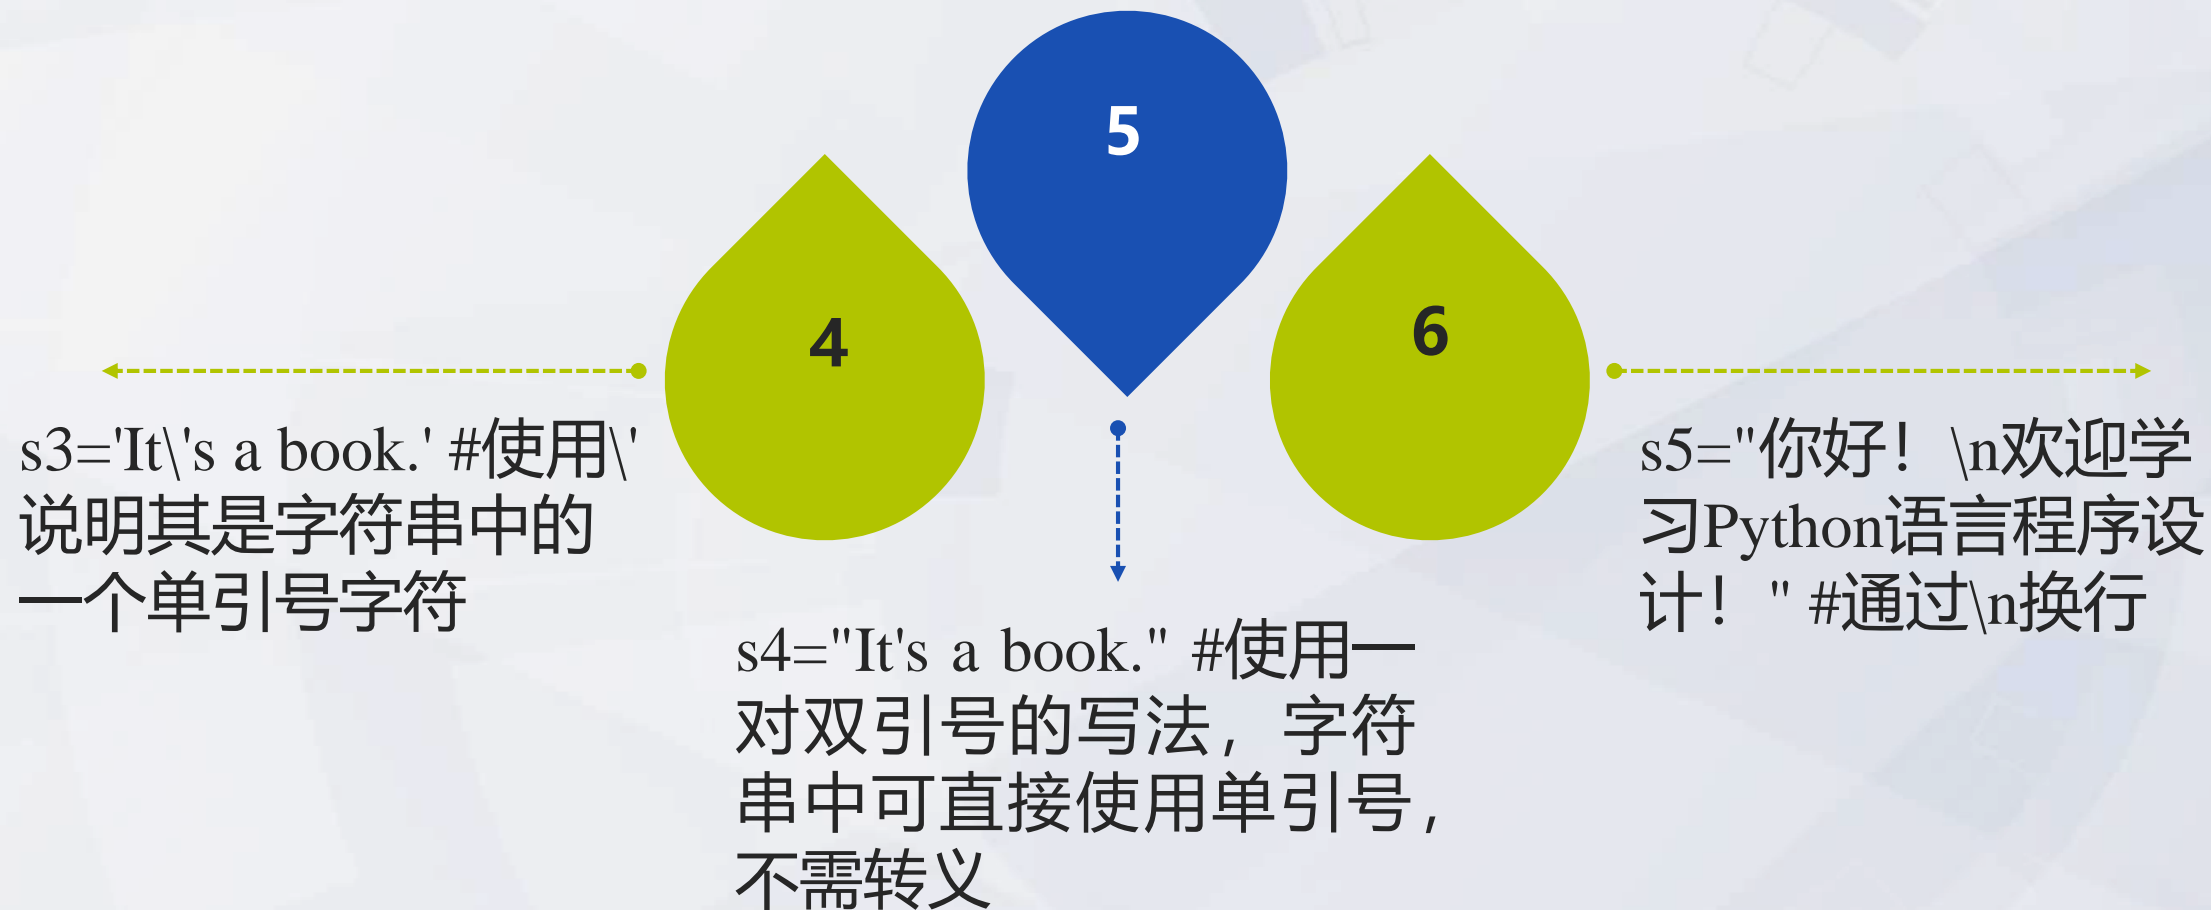 5
4
6
s3='It\'s a book.' #使用\'
说明其是字符串中的
一个单引号字符
s4="It's a book." #使用一
对双引号的写法，字符
串中可直接使用单引号，
不需转义
s5="你好！\n欢迎学
习Python语言程序设
计！" #通过\n换行